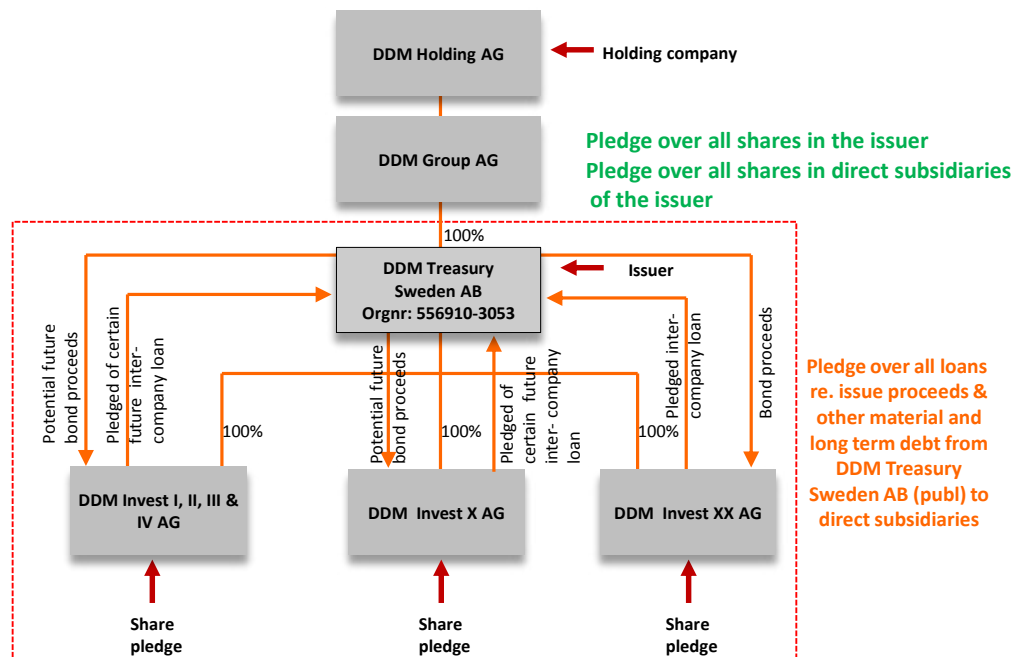 DDM Holding AG
Holding company
DDM Group AG
Pledge over all shares in the issuer
Pledge over all shares in direct subsidiaries
of the issuer
100%
DDM Treasury
Sweden AB
Orgnr: 556910-3053
Issuer
Potential future
bond proceeds
Pledged of certain
future inter-
company loan
100%
Potential future
bond proceeds
100%
Pledged of
certain future
inter- company
loan
100%
Pledged inter-
company loan
Bond proceeds
Pledge over all loans
re. issue proceeds &
other material and
long term debt from
DDM Treasury
Sweden AB (publ) to
direct subsidiaries
DDM Invest I, II, III &
IV AG
DDM Invest X AG
DDM Invest XX AG
Share
pledge
Share
pledge
Share
pledge